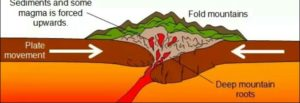 Sediments and some
magma is forced
upwards.
Fold mountains
Plate
movement
Deep mountain
roots